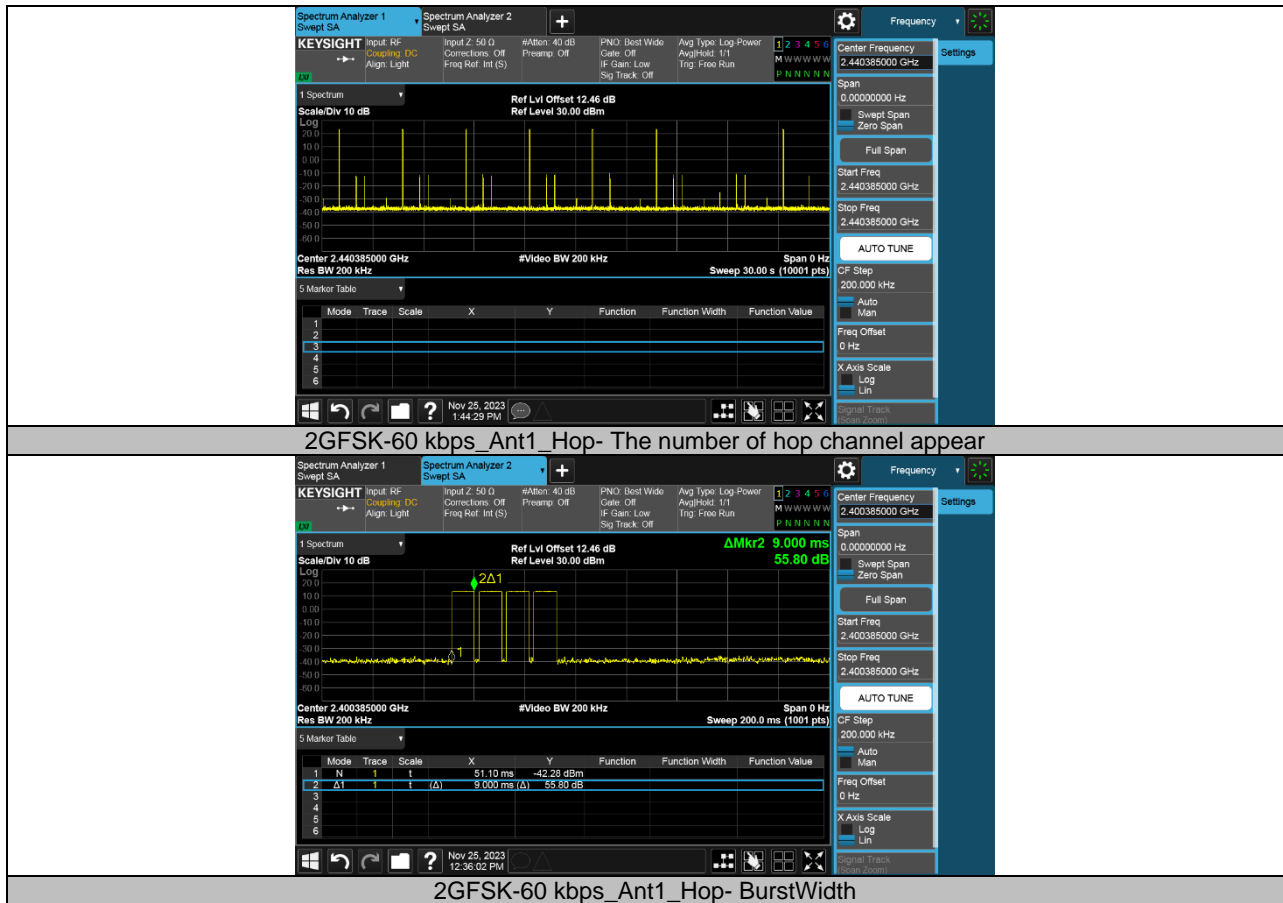 Spectrum Analyzer 1
Swept SA
Spectrum Analyzer 2
Swept SA
Frequency
KEYSIGHT
Input: RF
Coupling: DC
Align: Light
Input Z: 50 Ω
Corrections: Off
Freq Ref: Int (S)
#Atten: 40 dB
Preamp: Off
PNO: Best Wide
Gate: Off
IF Gain: Low
Sig Track: Off
Avg Type: Log-Power
Avg|Hold: 1/1
Trig: Free Run
1 2 3 4 5 6
M W W W W W
P N N N N N
LXI
Center Frequency
2.440385000 GHz
Settings
Span
0.00000000 Hz
Swept Span
Zero Span
Full Span
Start Freq
2.440385000 GHz
Stop Freq
2.440385000 GHz
AUTO TUNE
CF Step
200.000 kHz
Auto
Man
Freq Offset
0 Hz
X Axis Scale
Log
Lin
Signal Track
(Span Zoom)
1 Spectrum
Scale/Div 10 dB
Ref Lvl Offset 12.46 dB
Ref Level 30.00 dBm
Log
20.0
10.0
0.00
-10.0
-20.0
-30.0
-40.0
-50.0
-60.0
Center 2.440385000 GHz
#Video BW 200 kHz
Span 0 Hz
Res BW 200 kHz
Sweep 30.00 s (10001 pts)
5 Marker Table
Mode Trace Scale X Y Function Function Width Function Value
1
2
3
4
5
6
Nov 25, 2023
1:44:29 PM
2GFSK-60 kbps_Ant1_Hop- The number of hop channel appear
Spectrum Analyzer 1
Swept SA
Spectrum Analyzer 2
Swept SA
Frequency
KEYSIGHT
Input: RF
Coupling: DC
Align: Light
Input Z: 50 Ω
Corrections: Off
Freq Ref: Int (S)
#Atten: 40 dB
Preamp: Off
PNO: Best Wide
Gate: Off
IF Gain: Low
Sig Track: Off
Avg Type: Log-Power
Avg|Hold: 1/1
Trig: Free Run
1 2 3 4 5 6
M W W W W W
P N N N N N
LXI
Center Frequency
2.400385000 GHz
Settings
Span
0.00000000 Hz
Swept Span
Zero Span
Full Span
Start Freq
2.400385000 GHz
Stop Freq
2.400385000 GHz
AUTO TUNE
CF Step
200.000 kHz
Auto
Man
Freq Offset
0 Hz
X Axis Scale
Log
Lin
Signal Track
(Span Zoom)
1 Spectrum
Scale/Div 10 dB
Ref Lvl Offset 12.46 dB
Ref Level 30.00 dBm
ΔMkr2 9.000 ms
55.80 dB
Log
20.0
10.0
0.00
-10.0
-20.0
-30.0
-40.0
-50.0
-60.0
2Δ1
1
Center 2.400385000 GHz
#Video BW 200 kHz
Span 0 Hz
Res BW 200 kHz
Sweep 200.0 ms (1001 pts)
5 Marker Table
Mode Trace Scale X Y Function Function Width Function Value
1 N 1 t 51.10 ms -42.28 dBm
2 Δ1 1 t (Δ) 9.000 ms (Δ) 55.80 dB
3
4
5
6
Nov 25, 2023
12:36:02 PM
2GFSK-60 kbps_Ant1_Hop- BurstWidth